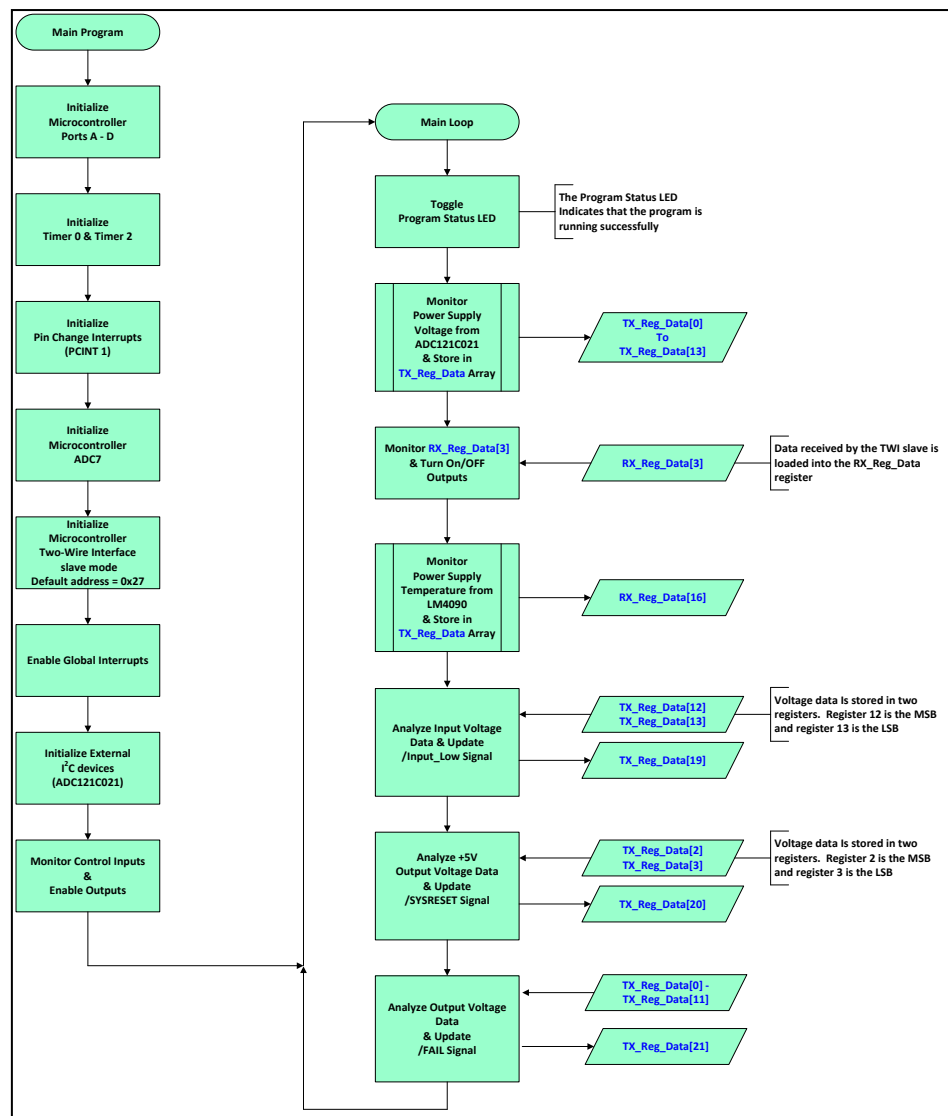 Main Program
Initialize
Microcontroller
Ports A - D
Initialize
Timer 0 & Timer 2
Initialize
Pin Change Interrupts
(PCINT 1)
Initialize
Microcontroller
ADC7
Initialize
Microcontroller
Two-Wire Interface
slave mode
Default address = 0x27
Enable Global Interrupts
Initialize External
I²C devices
(ADC121C021)
Monitor Control Inputs
&
Enable Outputs
Main Loop
Toggle
Program Status LED
The Program Status LED
Indicates that the program is
running successfully
Monitor
Power Supply
Voltage from
ADC121C021
& Store in
TX_Reg_Data Array
TX_Reg_Data[0]
To
TX_Reg_Data[13]
Monitor RX_Reg_Data[3]
& Turn On/OFF
Outputs
RX_Reg_Data[3]
Data received by the TWI slave is
loaded into the RX_Reg_Data
register
Monitor
Power Supply
Temperature from
LM4090
& Store in
TX_Reg_Data Array
RX_Reg_Data[16]
Analyze Input Voltage
Data & Update
/Input_Low Signal
TX_Reg_Data[12]
TX_Reg_Data[13]
Voltage data Is stored in two
registers. Register 12 is the MSB
and register 13 is the LSB
TX_Reg_Data[19]
Analyze +5V
Output Voltage Data
& Update
/SYSRESET Signal
TX_Reg_Data[2]
TX_Reg_Data[3]
Voltage data Is stored in two
registers. Register 2 is the MSB
and register 3 is the LSB
TX_Reg_Data[20]
Analyze Output Voltage
Data
& Update
/FAIL Signal
TX_Reg_Data[0] -
TX_Reg_Data[11]
TX_Reg_Data[21]